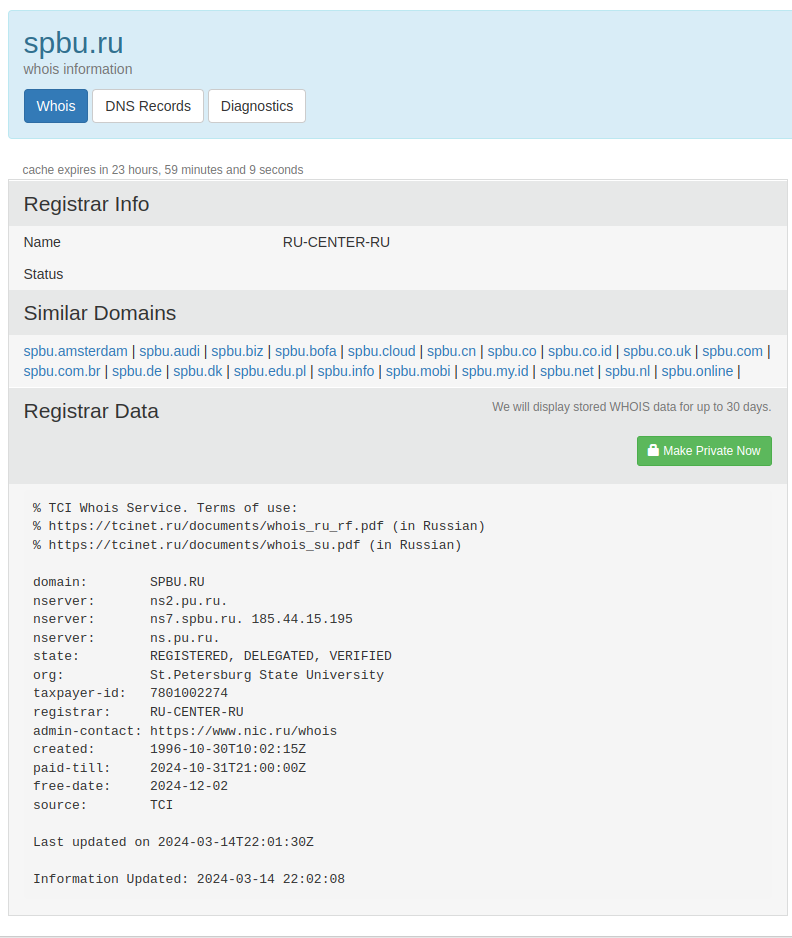 spbu.ru
whois information
Whois DNS Records Diagnostics
cache expires in 23 hours, 59 minutes and 9 seconds
Registrar Info
Name RU-CENTER-RU
Status
Similar Domains
spbu.amsterdam | spbu.audi | spbu.biz | spbu.bofa | spbu.cloud | spbu.cn | spbu.co | spbu.co.id | spbu.co.uk | spbu.com |
spbu.com.br | spbu.de | spbu.dk | spbu.edu.pl | spbu.info | spbu.mobi | spbu.my.id | spbu.net | spbu.nl | spbu.online |
Registrar Data We will display stored WHOIS data for up to 30 days.
Make Private Now
% TCI Whois Service. Terms of use:
% https://tcinet.ru/documents/whois_ru_rf.pdf (in Russian)
% https://tcinet.ru/documents/whois_su.pdf (in Russian)
domain: SPBU.RU
nserver: ns2.pu.ru.
nserver: ns7.spbu.ru. 185.44.15.195
nserver: ns.pu.ru.
state: REGISTERED, DELEGATED, VERIFIED
org: St.Petersburg State University
taxpayer-id: 7801002274
registrar: RU-CENTER-RU
admin-contact: https://www.nic.ru/whois
created: 1996-10-30T10:02:15Z
paid-till: 2024-10-31T21:00:00Z
free-date: 2024-12-02
source: TCI
Last updated on 2024-03-14T22:01:30Z
Information Updated: 2024-03-14 22:02:08